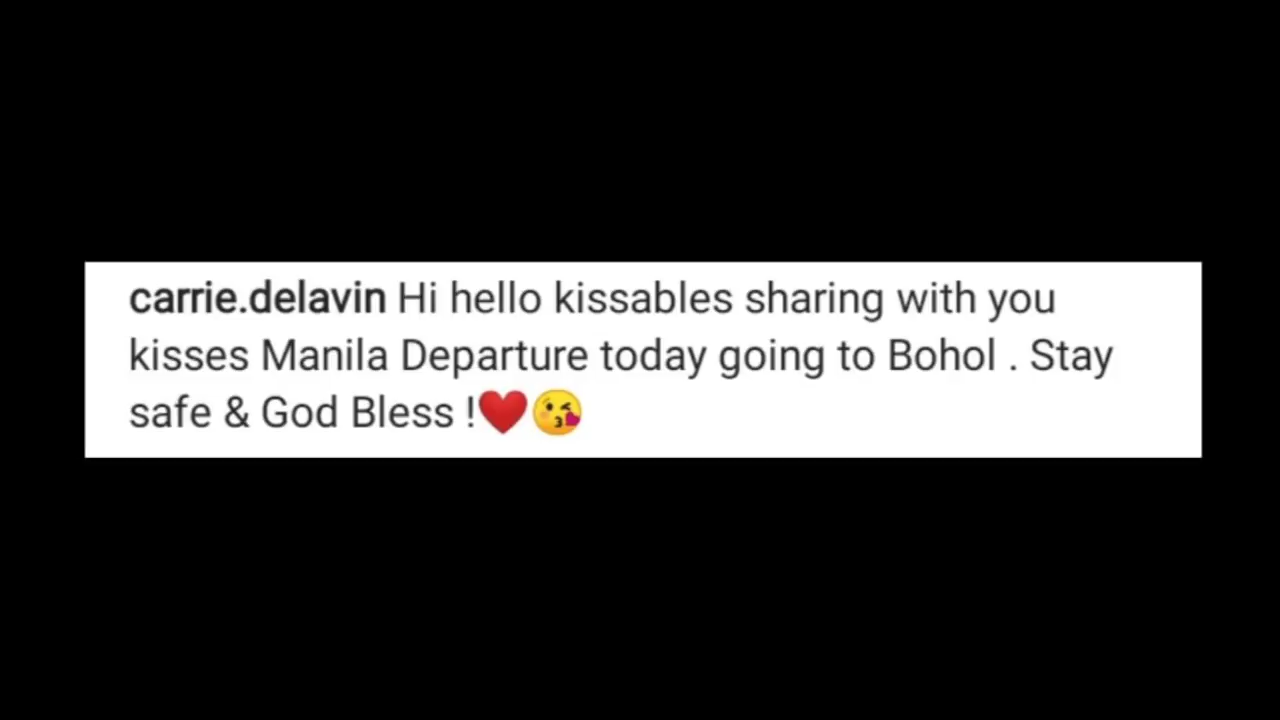 carrie.delavin Hi hello kissables sharing with you
kisses Manila Departure today going to Bohol . Stay
safe & God Bless !❤️😘